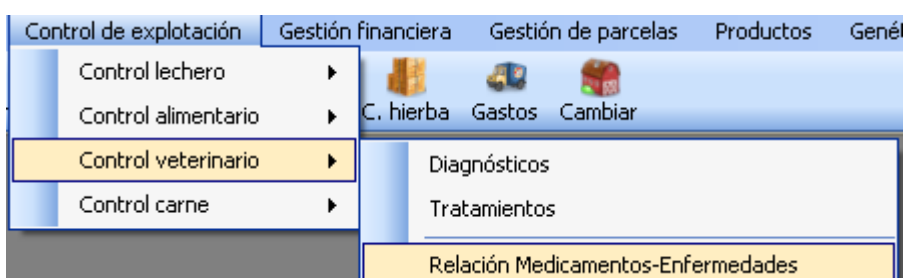 Control de explotación Gestión financiera Gestión de parcelas Productos
Control lechero
C. hierba Gastos Cambiar
Control alimentario
Control veterinario
Diagnósticos
Control carne
Tratamientos
Relación Medicamentos-Enfermedades